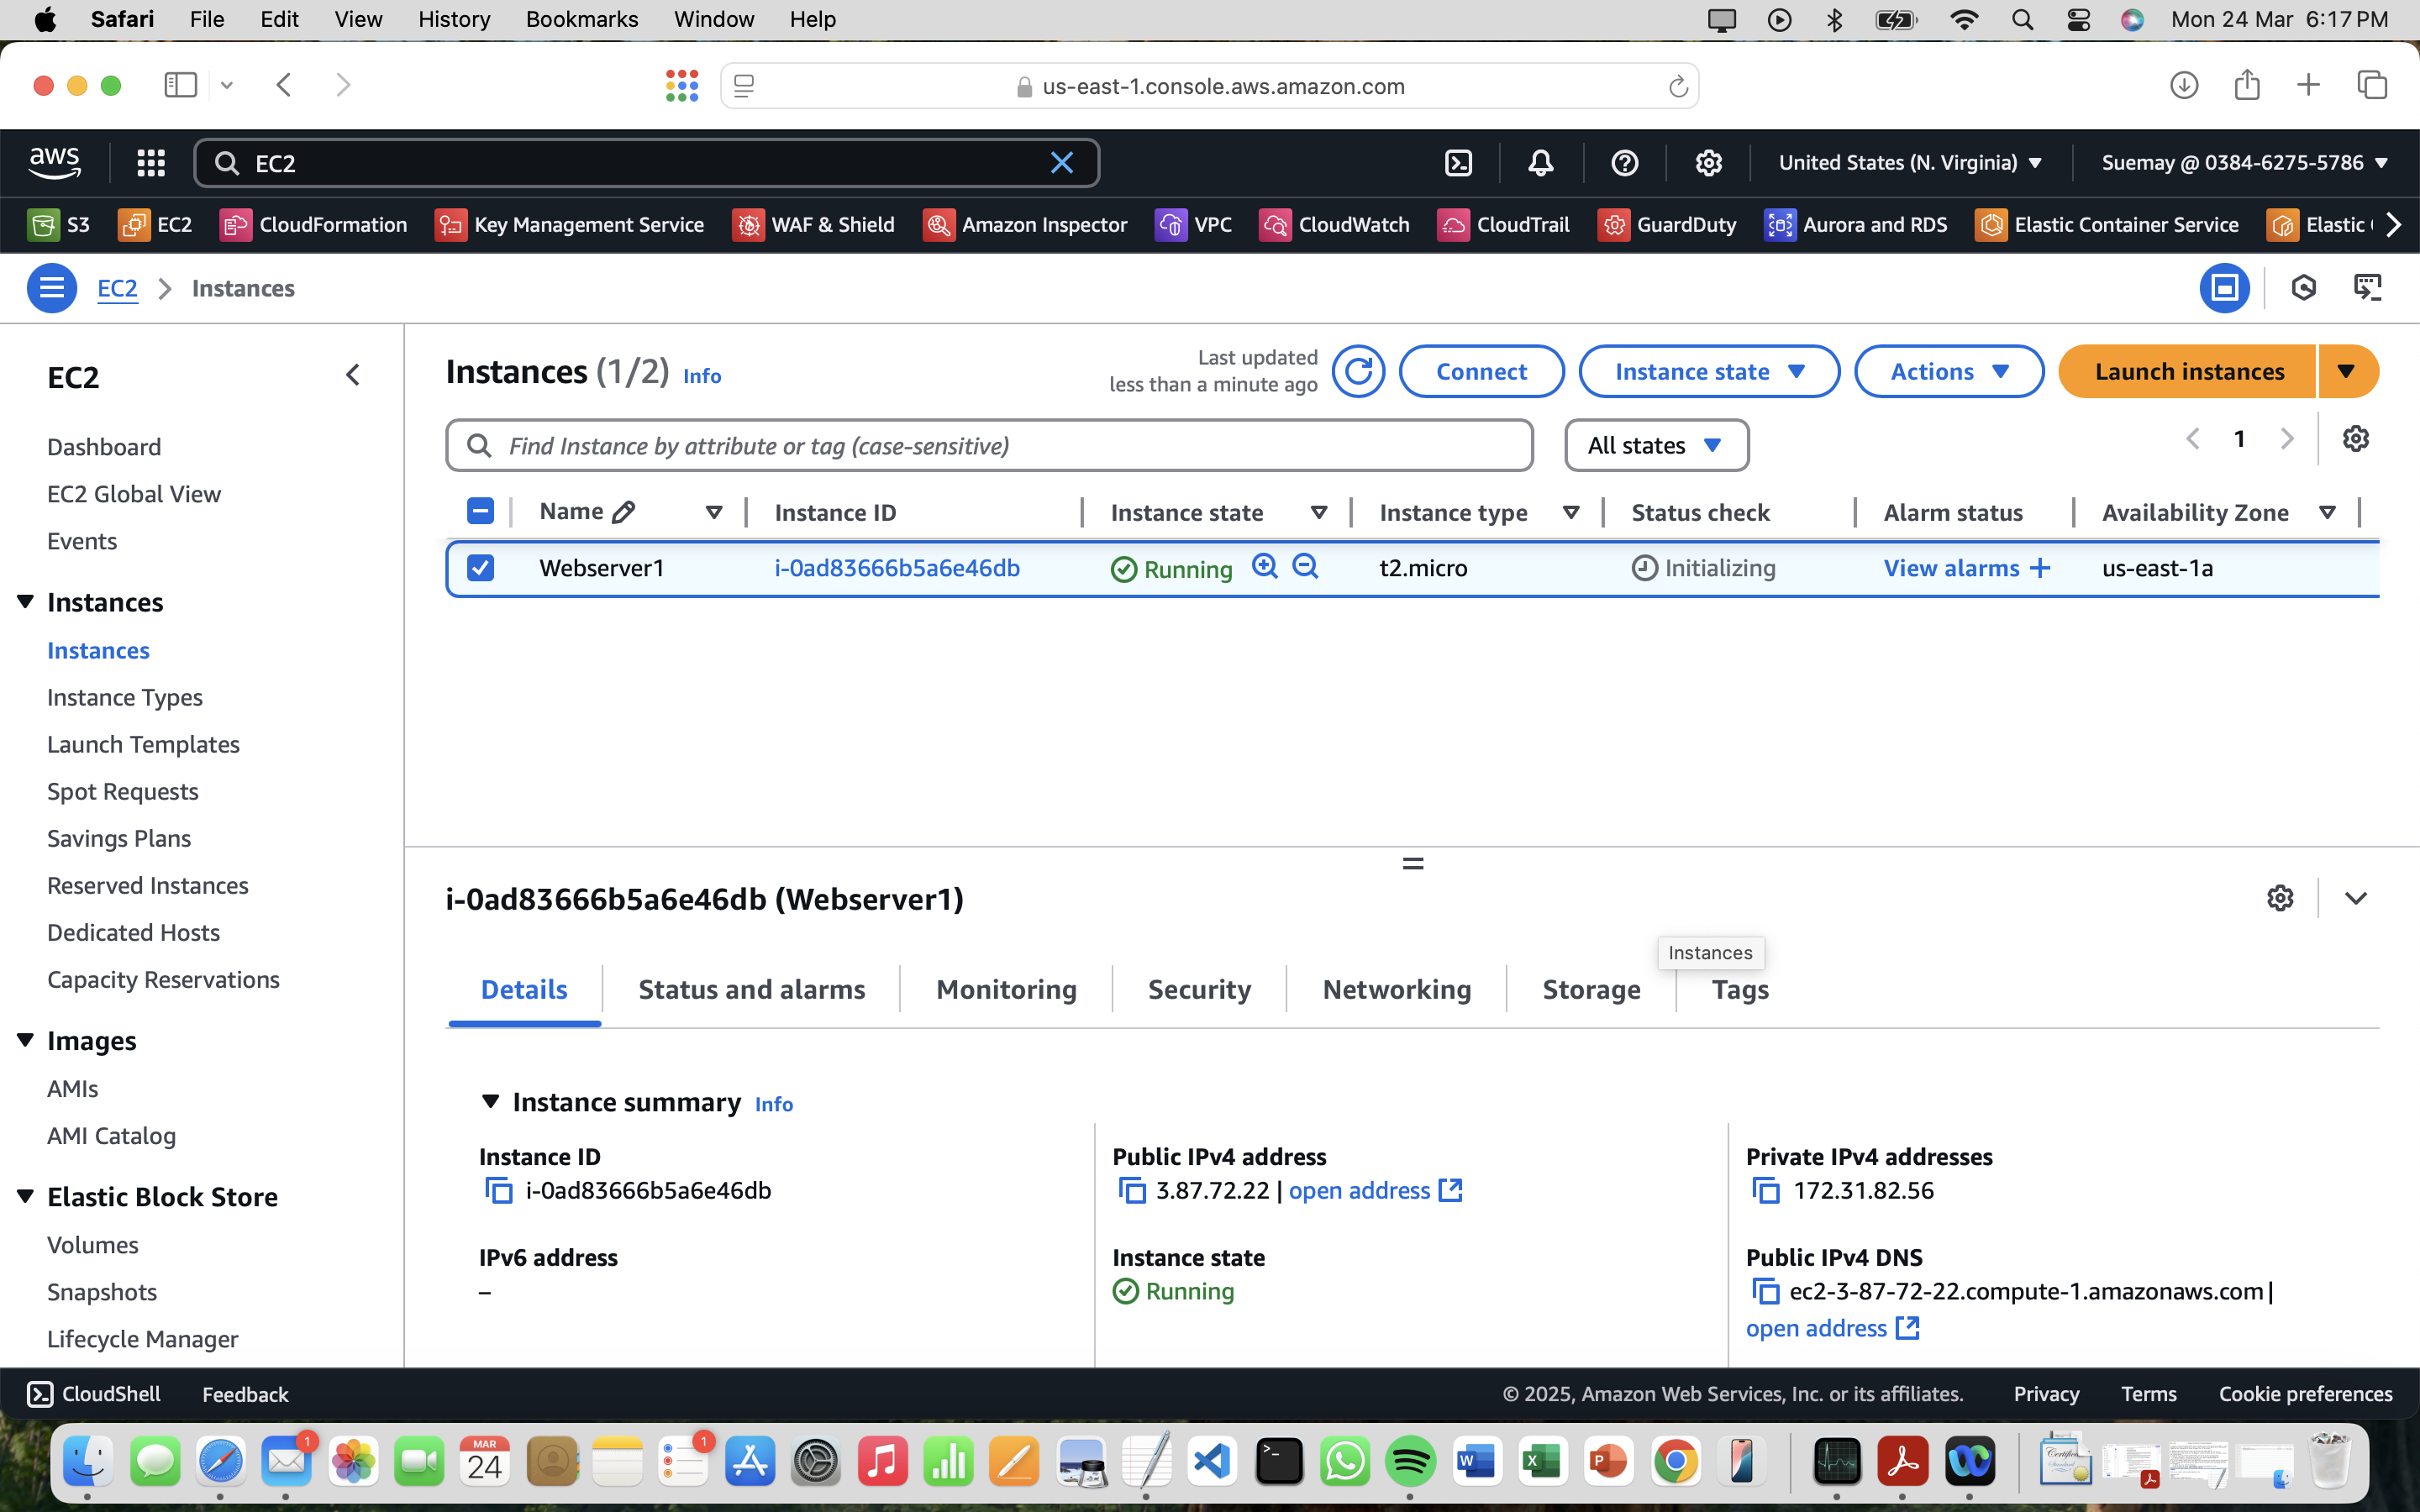 Safari File Edit View History Bookmarks Window Help Mon 24 Mar 6:17 PM
us-east-1.console.aws.amazon.com
aws EC2 United States (N. Virginia) Suemay @ 0384-6275-5786
S3 EC2 CloudFormation Key Management Service WAF & Shield Amazon Inspector VPC CloudWatch CloudTrail GuardDuty Aurora and RDS Elastic Container Service Elastic
EC2 Instances
EC2
Dashboard
EC2 Global View
Events
Instances
Instances
Instance Types
Launch Templates
Spot Requests
Savings Plans
Reserved Instances
Dedicated Hosts
Capacity Reservations
Images
AMIs
AMI Catalog
Elastic Block Store
Volumes
Snapshots
Lifecycle Manager
Instances (1/2) Info
Last updated
less than a minute ago
Connect Instance state Actions Launch instances
Find Instance by attribute or tag (case-sensitive) All states 1
Name Instance ID Instance state Instance type Status check Alarm status Availability Zone
Webserver1 i-0ad83666b5a6e46db Running t2.micro Initializing View alarms + us-east-1a
i-0ad83666b5a6e46db (Webserver1)
Instances
Details Status and alarms Monitoring Security Networking Storage Tags
Instance summary Info
Instance ID
i-0ad83666b5a6e46db
Public IPv4 address
3.87.72.22 | open address
Private IPv4 addresses
172.31.82.56
IPv6 address
–
Instance state
Running
Public IPv4 DNS
ec2-3-87-72-22.compute-1.amazonaws.com |
open address
CloudShell Feedback © 2025, Amazon Web Services, Inc. or its affiliates. Privacy Terms Cookie preferences
1
MAR
24
1